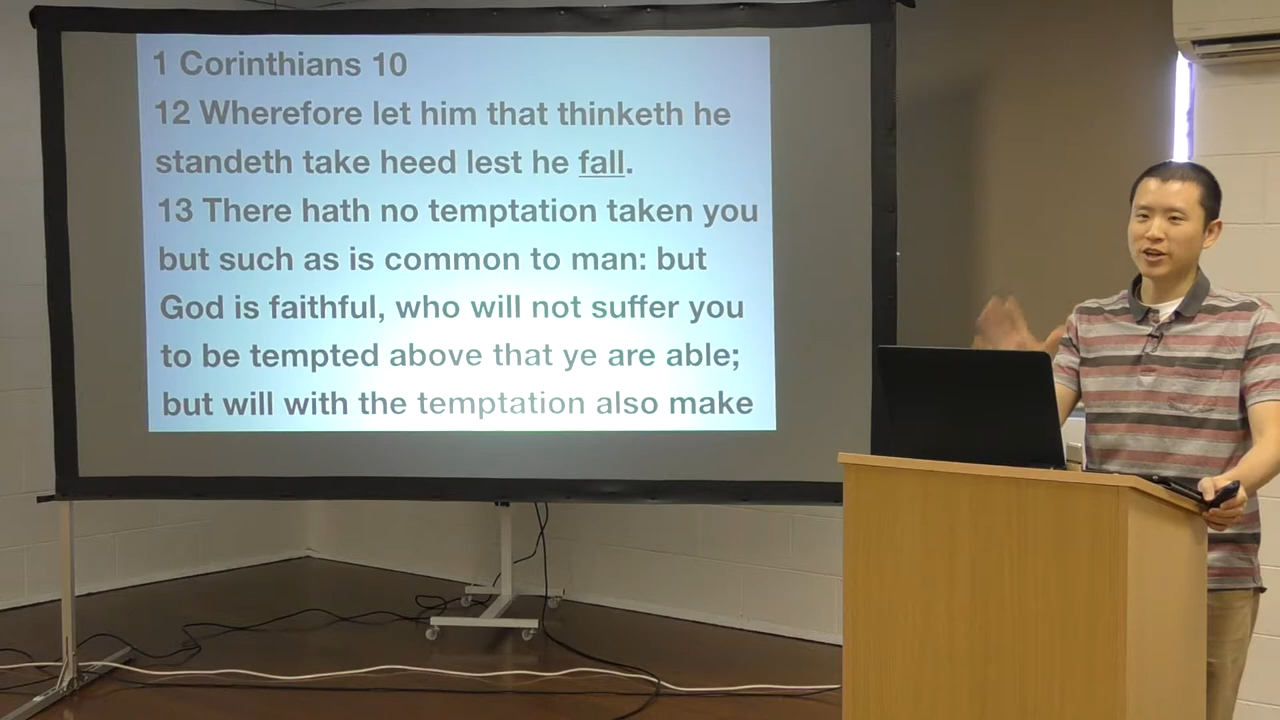 1 Corinthians 10
12 Wherefore let him that thinketh he
standeth take heed lest he fall.
13 There hath no temptation taken you
but such as is common to man: but
God is faithful, who will not suffer you
to be tempted above that ye are able;
but will with the temptation also make